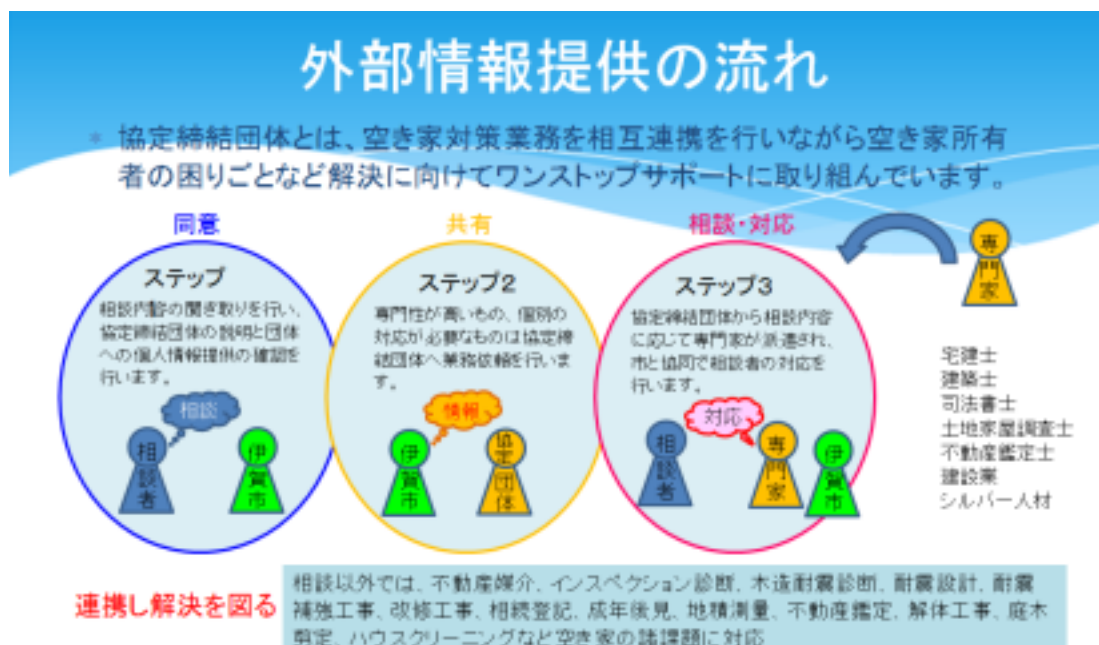 外部情報提供の流れ
* 協定締結団体とは、空き家対策業務を相互連携を行いながら空き家所有
者の困りごとなど解決に向けてワンストップサポートに取り組んでいます。
同意
ステップ
相談内容の聞き取りを行い、
協定締結団体の説明と団体
への個人情報提供の確認を
行います。
相談
相談者
伊賀市
共有
ステップ2
専門性が高いもの、個別の
対応が必要なものは協定締
結団体へ業務依頼を行いま
す。
情報
伊賀市
協定団体
相談・対応
ステップ3
協定締結団体から相談内容
に応じて専門家が派遣され、
市と協同で相談者の対応を
行います。
対応
相談者
専門家
伊賀市
専門家
宅建士
建築士
司法書士
土地家屋調査士
不動産鑑定士
建設業
シルバー人材
連携し解決を図る
相談以外では、不動産媒介、インスペクション診断、木造耐震診断、耐震設計、耐震
補強工事、改修工事、相続登記、成年後見、地積測量、不動産鑑定、解体工事、庭木
剪定、ハウスクリーニングなど空き家の諸課題に対応